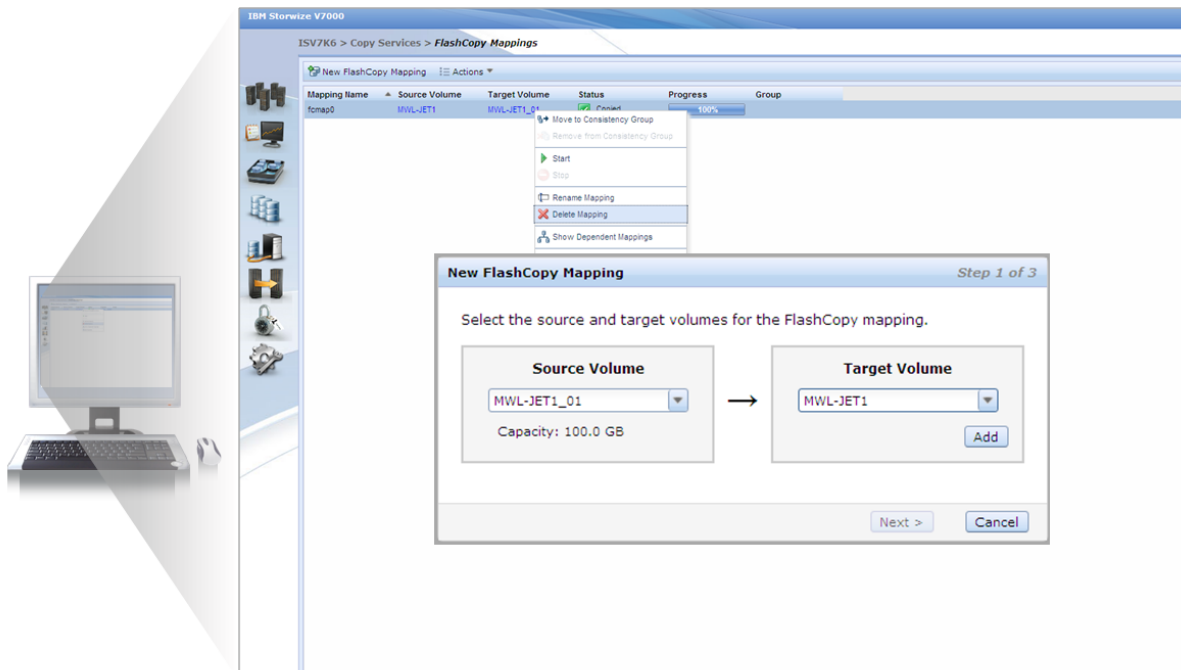 IBM Storwize V7000
ISV7K6 > Copy Services > FlashCopy Mappings
New FlashCopy Mapping Actions
Mapping Name Source Volume Target Volume Status Progress Group
fcmap0 MWL-JET1 MWL-JET1_01 Copied 100%
Move to Consistency Group
Remove from Consistency Group
Start
Stop
Rename Mapping
Delete Mapping
Show Dependent Mappings
New FlashCopy Mapping Step 1 of 3
Select the source and target volumes for the FlashCopy mapping.
Source Volume Target Volume
MWL-JET1_01 → MWL-JET1
Capacity: 100.0 GB
Add
Next > Cancel